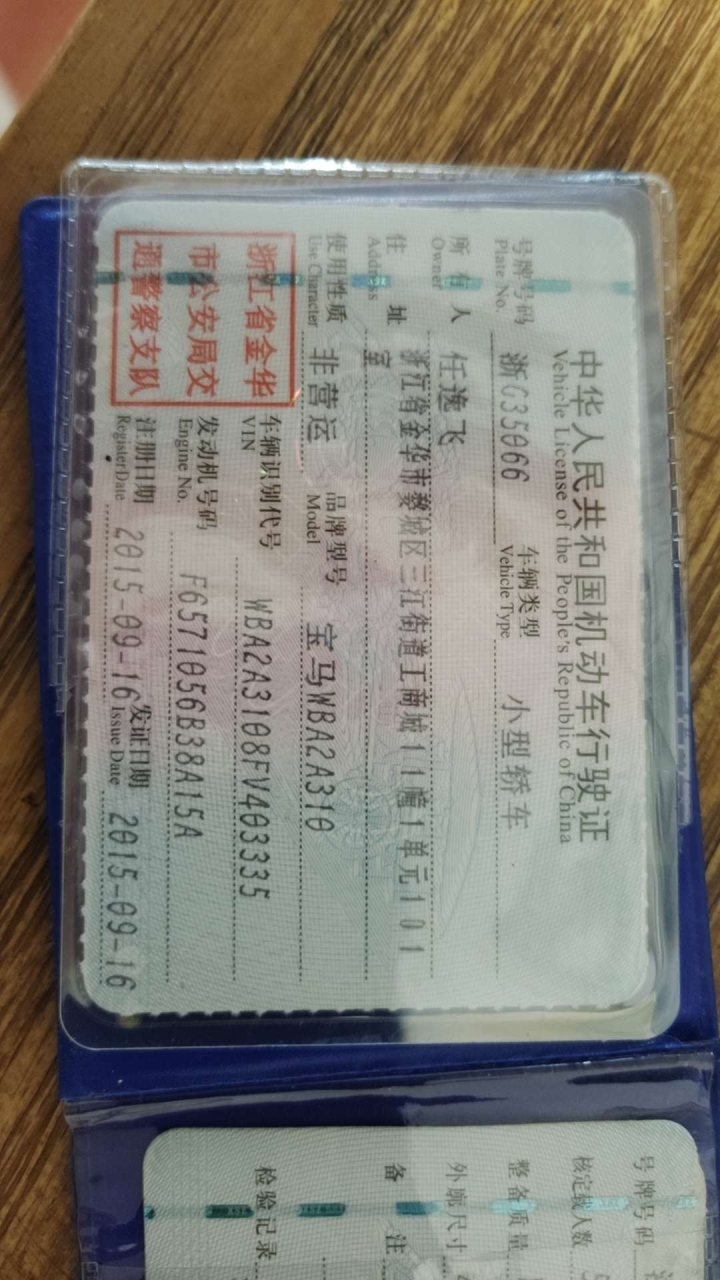 中华人民共和国机动车行驶证
Vehicle License of the People's Republic of China
号牌号码 浙G35066 车辆类型 小型轿车
Plate No. Vehicle Type
所有人 任逸飞
Owner
住址 浙江省金华市婺城区三江街道工商城11幢1单元101
Address 室
使用性质 非营运 品牌型号 宝马WBA2A310
Use Character Model
浙江省金华
市公安局交
通警察支队
车辆识别代号 WBA2A3108FV403335
VIN
发动机号码 F6571056B38A15A
Engine No.
注册日期 2015-09-16 发证日期 2015-09-16
Register Date Issue Date
号牌号码
核定载人数
整备质量
外廓尺寸
备注
检验记录